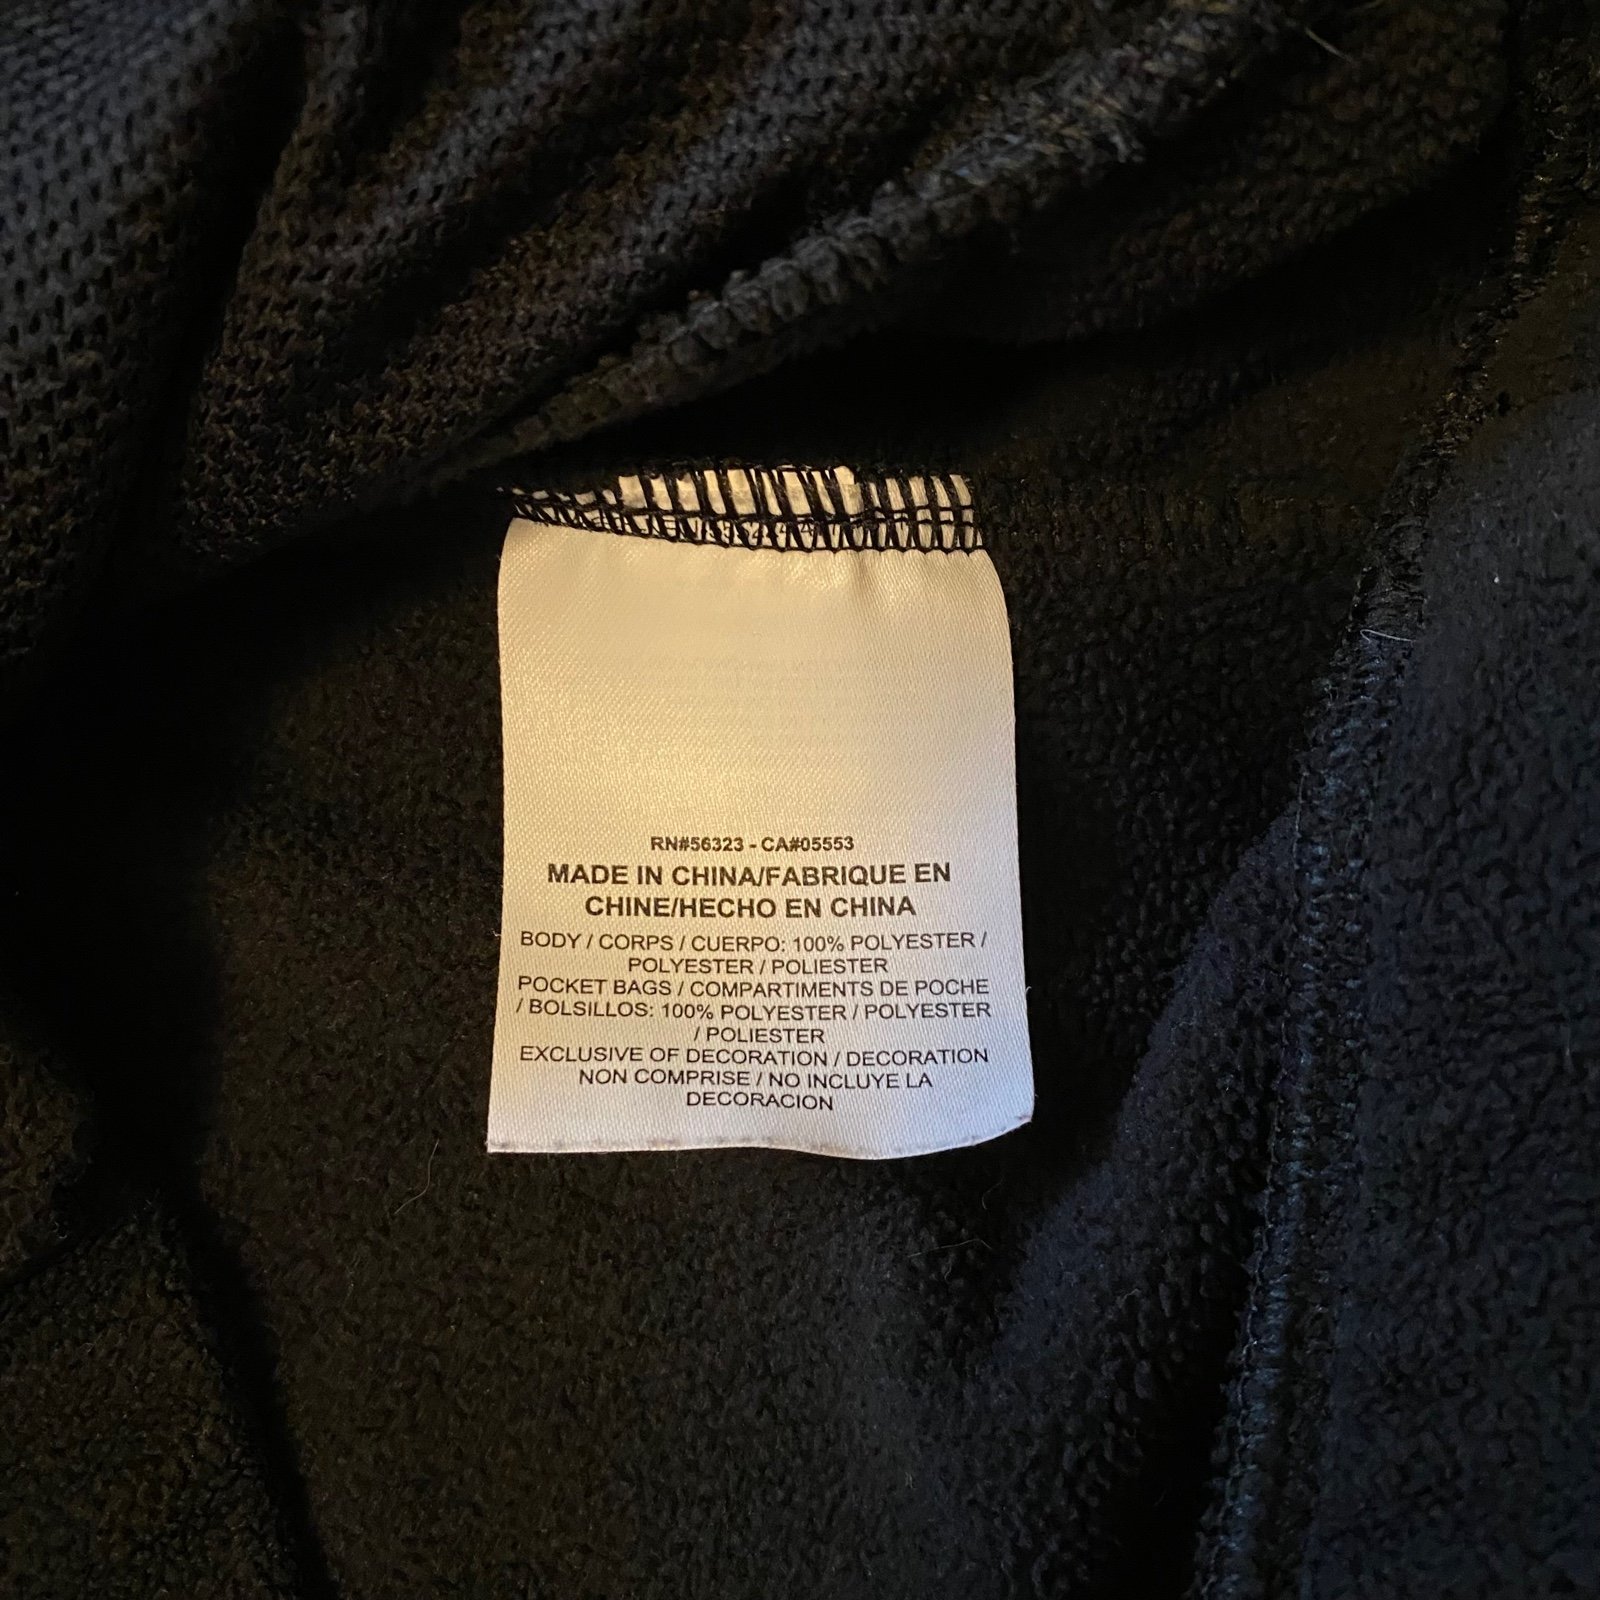 RN#56323 - CA#05553
MADE IN CHINA/FABRIQUE EN
CHINE/HECHO EN CHINA
BODY / CORPS / CUERPO: 100% POLYESTER /
POLYESTER / POLIESTER
POCKET BAGS / COMPARTIMENTS DE POCHE
/ BOLSILLOS: 100% POLYESTER / POLYESTER
/ POLIESTER
EXCLUSIVE OF DECORATION / DECORATION
NON COMPRISE / NO INCLUYE LA
DECORACION